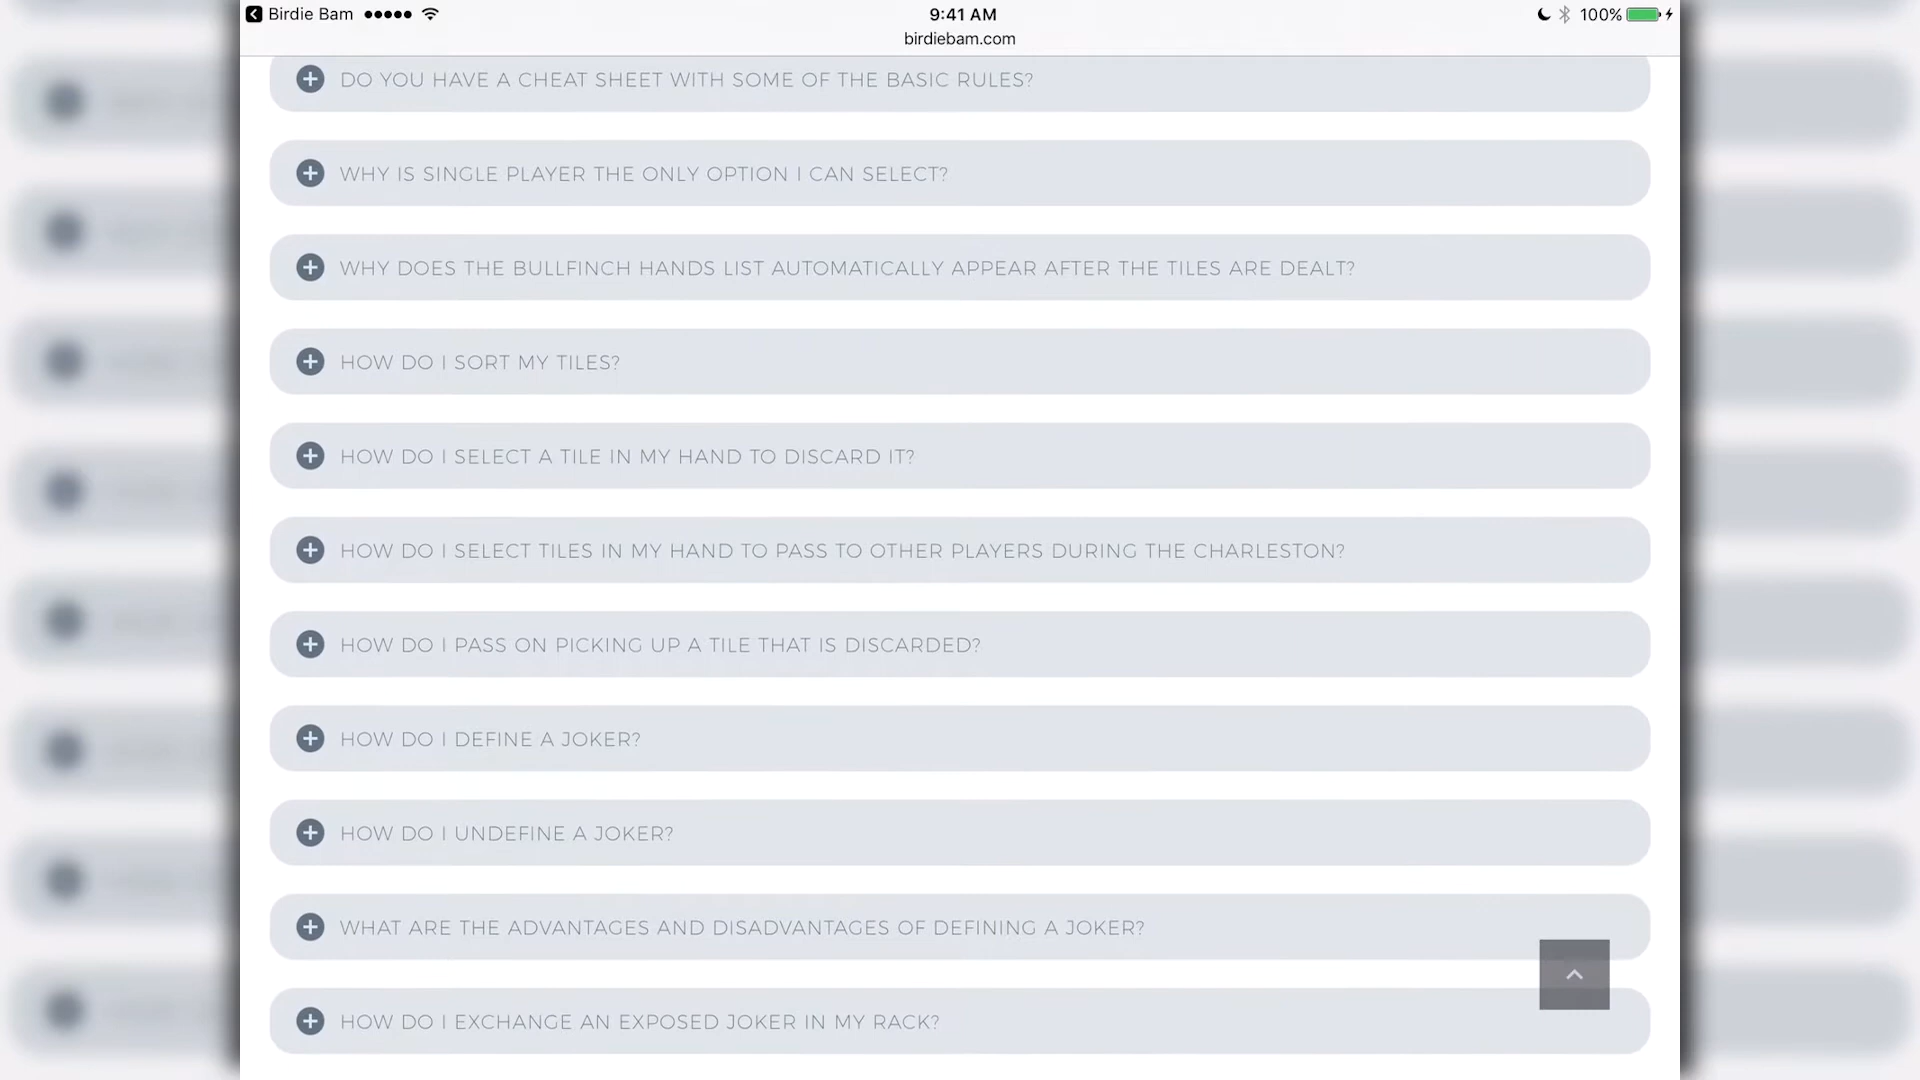 Birdie Bam
9:41 AM
100%
birdiebam.com
DO YOU HAVE A CHEAT SHEET WITH SOME OF THE BASIC RULES?
WHY IS SINGLE PLAYER THE ONLY OPTION I CAN SELECT?
WHY DOES THE BULLFINCH HANDS LIST AUTOMATICALLY APPEAR AFTER THE TILES ARE DEALT?
HOW DO I SORT MY TILES?
HOW DO I SELECT A TILE IN MY HAND TO DISCARD IT?
HOW DO I SELECT TILES IN MY HAND TO PASS TO OTHER PLAYERS DURING THE CHARLESTON?
HOW DO I PASS ON PICKING UP A TILE THAT IS DISCARDED?
HOW DO I DEFINE A JOKER?
HOW DO I UNDEFINE A JOKER?
WHAT ARE THE ADVANTAGES AND DISADVANTAGES OF DEFINING A JOKER?
HOW DO I EXCHANGE AN EXPOSED JOKER IN MY RACK?